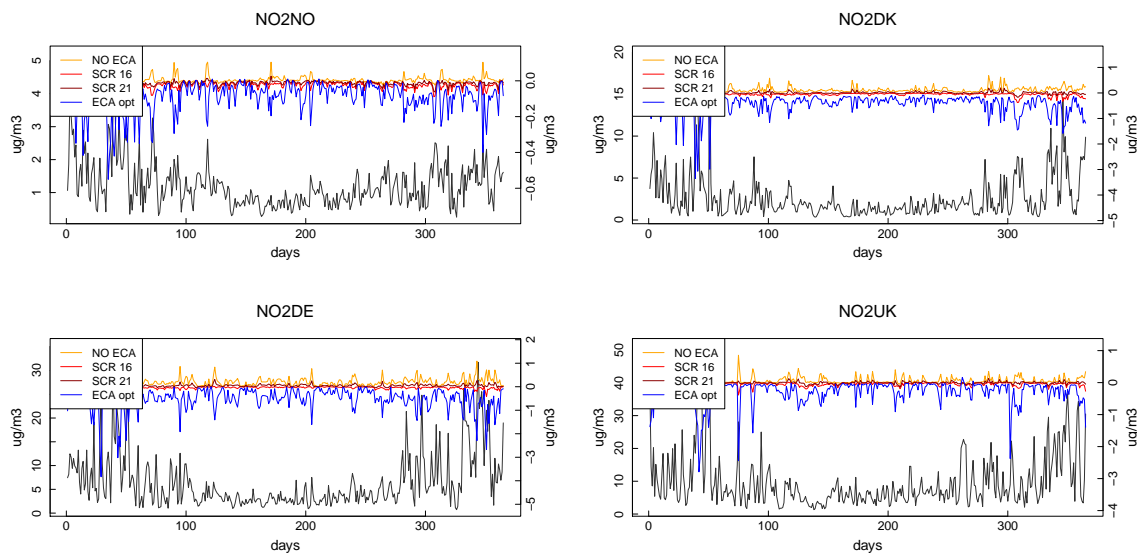 NO2NO
NO ECA
SCR 16
SCR 21
ECA opt
ug/m3
1 2 3 4 5
0.0 −0.2 −0.4 −0.6
ug/m3
0 100 200 300
days
NO2DK
NO ECA
SCR 16
SCR 21
ECA opt
ug/m3
0 5 10 15 20
1 0 −1 −2 −3 −4 −5
ug/m3
0 100 200 300
days
NO2DE
NO ECA
SCR 16
SCR 21
ECA opt
ug/m3
0 5 10 20 30
2 1 0 −1 −3 −5
ug/m3
0 100 200 300
days
NO2UK
NO ECA
SCR 16
SCR 21
ECA opt
ug/m3
0 10 20 30 40 50
1 0 −1 −2 −3 −4
ug/m3
0 100 200 300
days